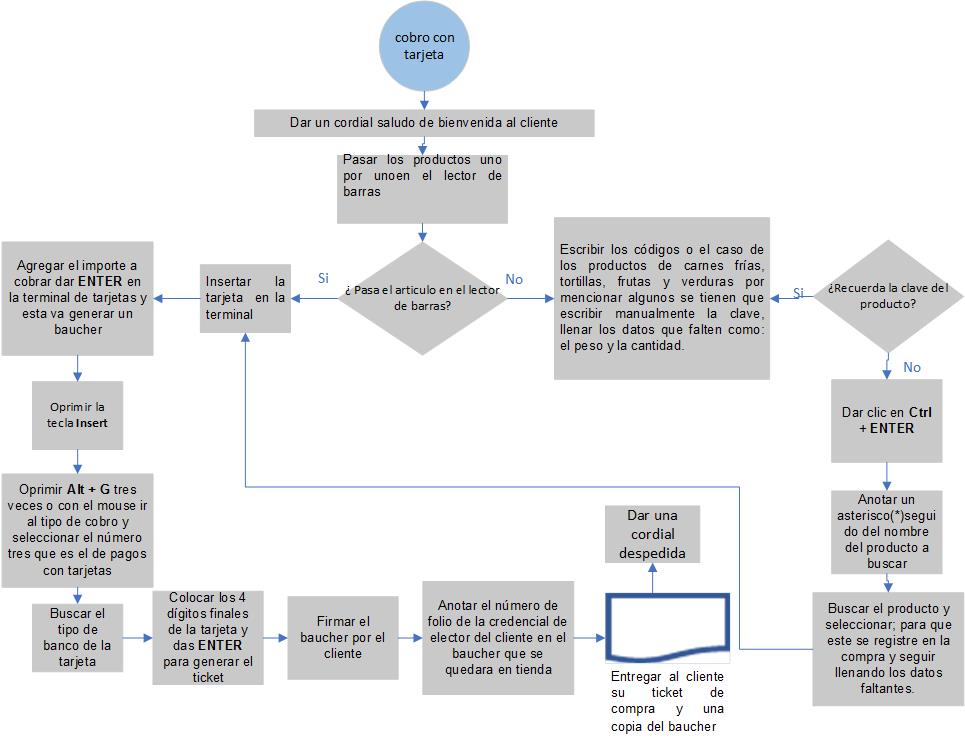 cobro con
tarjeta
Dar un cordial saludo de bienvenida al cliente
Pasar los productos uno
por unoen el lector de
barras
¿ Pasa el articulo en el lector
de barras?
Si
No
Insertar la
tarjeta en la
terminal
Agregar el importe a
cobrar dar ENTER en
la terminal de tarjetas y
esta va generar un
baucher
Escribir los códigos o el caso de
los productos de carnes frías,
tortillas, frutas y verduras por
mencionar algunos se tienen que
escribir manualmente la clave,
llenar los datos que falten como:
el peso y la cantidad.
Si
¿Recuerda la clave del
producto?
No
Dar clic en Ctrl
+ ENTER
Anotar un
asterisco(*)segui
do del nombre
del producto a
buscar
Buscar el producto y
seleccionar; para que
este se registre en la
compra y seguir
llenando los datos
faltantes.
Oprimir la
tecla Insert
Oprimir Alt + G tres
veces o con el mouse ir
al tipo de cobro y
seleccionar el número
tres que es el de pagos
con tarjetas
Buscar el
tipo de
banco de la
tarjeta
Colocar los 4
dígitos finales
de la tarjeta y
das ENTER
para generar el
ticket
Firmar el
baucher por el
cliente
Anotar el número de
folio de la credencial de
elector del cliente en el
baucher que se
quedara en tienda
Entregar al cliente
su ticket de
compra y una
copia del baucher
Dar una
cordial
despedida